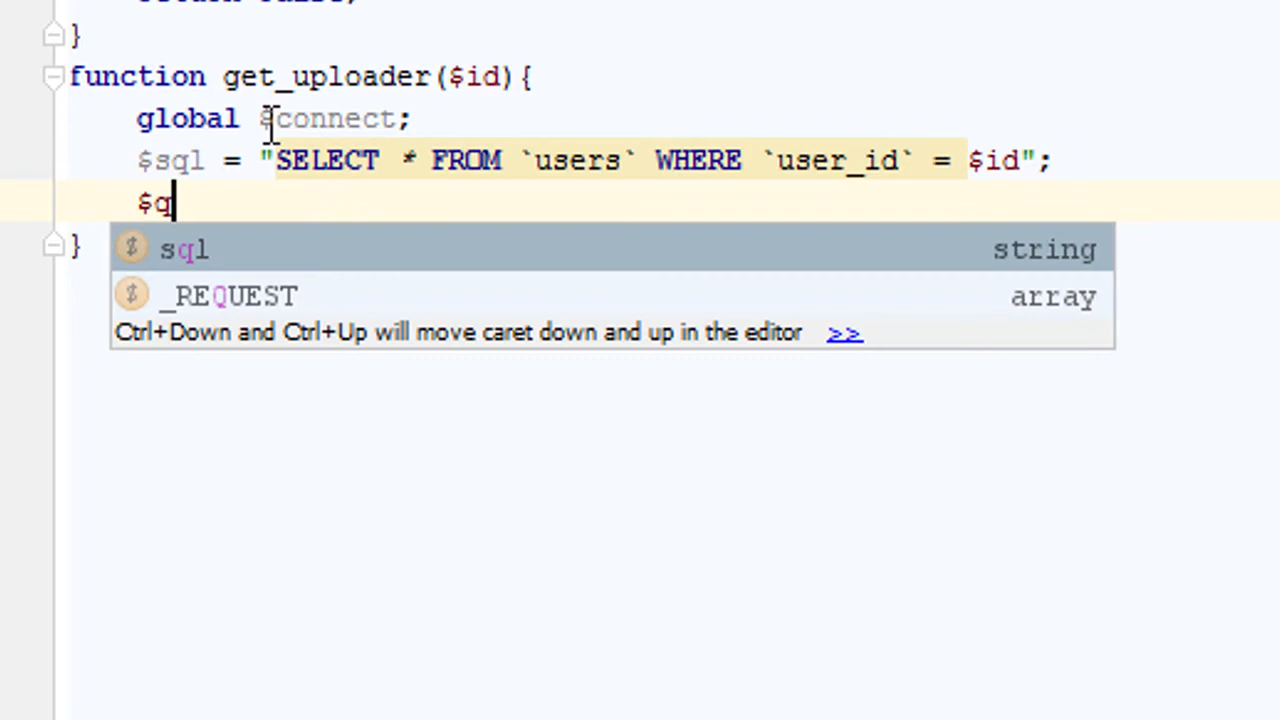 }
function get_uploader($id){
global $connect;
$sql = "SELECT * FROM `users` WHERE `user_id` = $id";
$q
}
sql string
_REQUEST array
Ctrl+Down and Ctrl+Up will move caret down and up in the editor >>